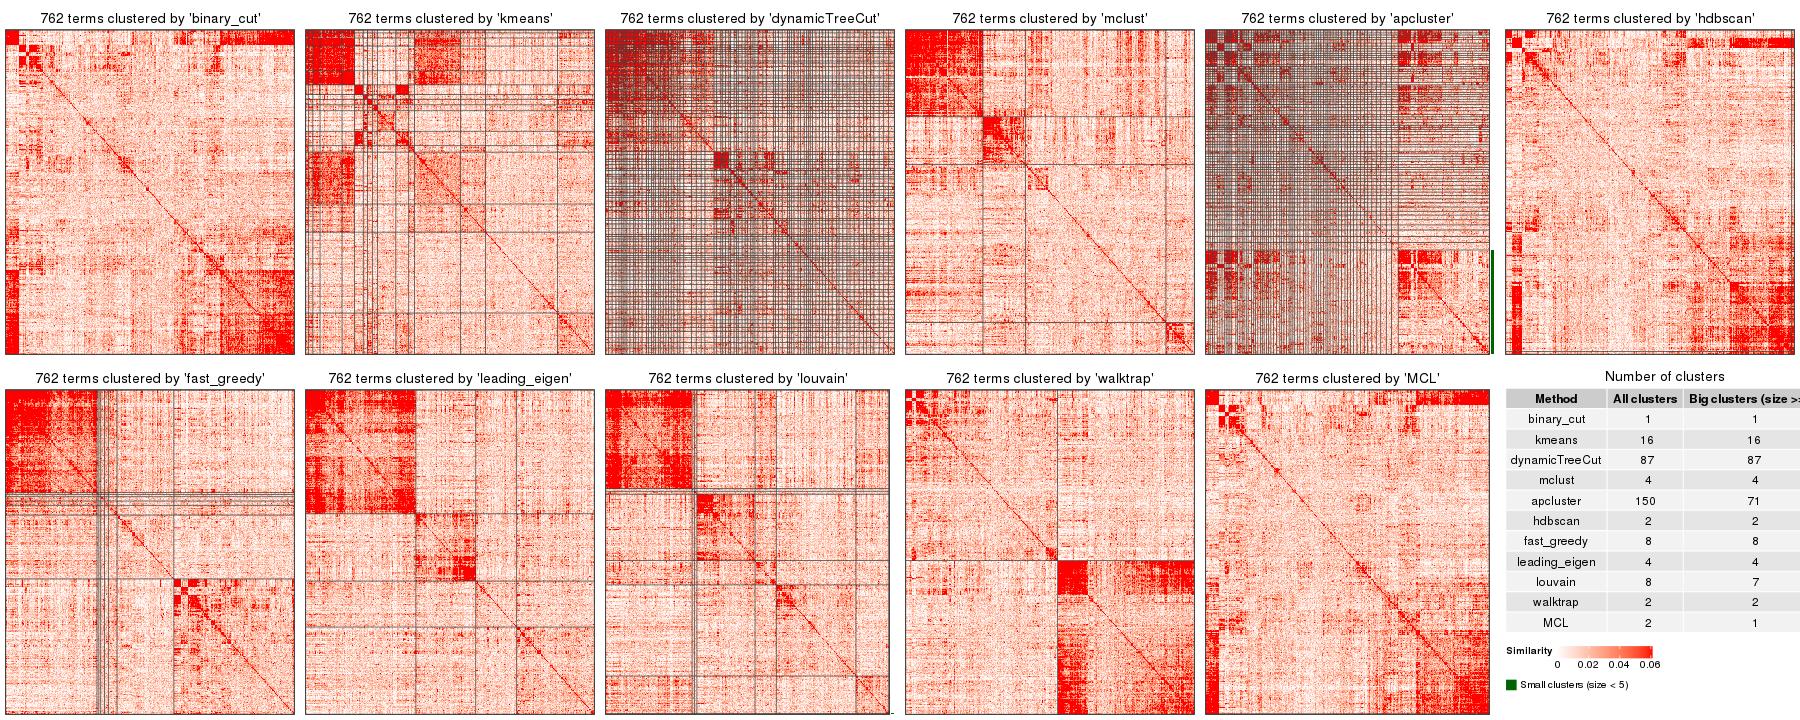 762 terms clustered by 'binary_cut'
762 terms clustered by 'kmeans'
762 terms clustered by 'dynamicTreeCut'
762 terms clustered by 'mclust'
762 terms clustered by 'apcluster'
762 terms clustered by 'hdbscan'
762 terms clustered by 'fast_greedy'
762 terms clustered by 'leading_eigen'
762 terms clustered by 'louvain'
762 terms clustered by 'walktrap'
762 terms clustered by 'MCL'
Number of clusters
Method All clusters Big clusters (size >
binary_cut 1 1
kmeans 16 16
dynamicTreeCut 87 87
mclust 4 4
apcluster 150 71
hdbscan 2 2
fast_greedy 8 8
leading_eigen 4 4
louvain 8 7
walktrap 2 2
MCL 2 1
Similarity
0 0.02 0.04 0.06
Small clusters (size < 5)